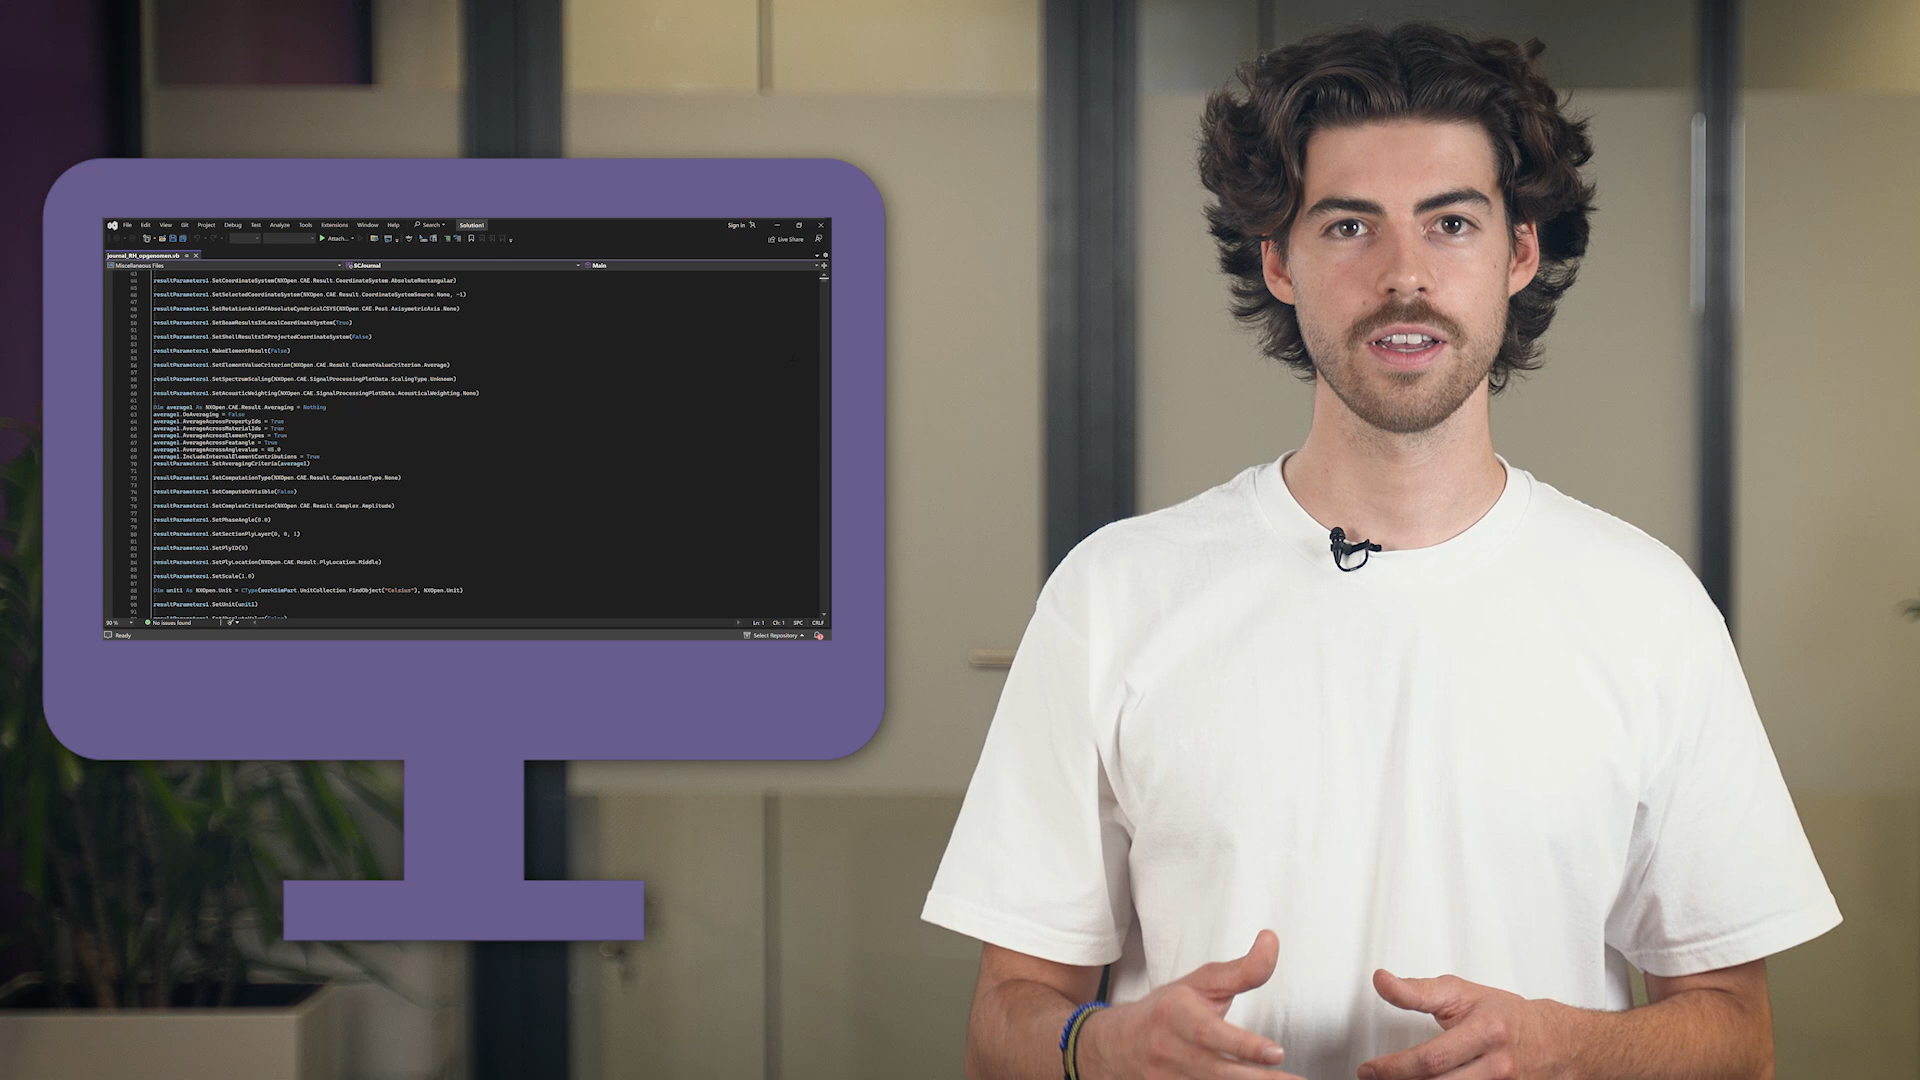 File Edit View Git Project Debug Test Analyze Tools Extensions Window Help Search Solution1 Sign in
Attach... Live Share
journal_RH_opgenomen.vb
Miscellaneous Files SCJournal Main
resultParameters1.SetCoordinateSystem(NXOpen.CAE.Result.CoordinateSystem.AbsoluteRectangular)
resultParameters1.SetSelectedCoordinateSystem(NXOpen.CAE.Result.CoordinateSystemSource.None, -1)
resultParameters1.SetRotationAxisOfAbsoluteCyndricalCSYS(NXOpen.CAE.Post.AxisymetricAxis.None)
resultParameters1.SetBeamResultsInLocalCoordinateSystem(True)
resultParameters1.SetShellResultsInProjectedCoordinateSystem(False)
resultParameters1.MakeElementResult(False)
resultParameters1.SetElementValueCriterion(NXOpen.CAE.Result.ElementValueCriterion.Average)
resultParameters1.SetSpectrumScaling(NXOpen.CAE.SignalProcessingPlotData.ScalingType.Unknown)
resultParameters1.SetAcousticWeighting(NXOpen.CAE.SignalProcessingPlotData.AcousticalWeighting.None)
Dim average1 As NXOpen.CAE.Result.Averaging = Nothing
average1.DoAveraging = False
average1.AverageAcrossPropertyIds = True
average1.AverageAcrossMaterialIds = True
average1.AverageAcrossElementTypes = True
average1.AverageAcrossFeatangle = True
average1.AverageAcrossAnglevalue = 45.0
average1.IncludeInternalElementContributions = True
resultParameters1.SetAveragingCriteria(average1)
resultParameters1.SetComputationType(NXOpen.CAE.Result.ComputationType.None)
resultParameters1.SetComputeOnVisible(False)
resultParameters1.SetComplexCriterion(NXOpen.CAE.Result.Complex.Amplitude)
resultParameters1.SetPhaseAngle(0.0)
resultParameters1.SetSectionPlyLayer(0, 0, 1)
resultParameters1.SetPlyID(0)
resultParameters1.SetPlyLocation(NXOpen.CAE.Result.PlyLocation.Middle)
resultParameters1.SetScale(1.0)
Dim unit1 As NXOpen.Unit = CType(workSimPart.UnitCollection.FindObject("Celsius"), NXOpen.Unit)
resultParameters1.SetUnit(unit1)
90 % No issues found Ln: 1 Ch: 1 SPC CRLF
Ready Select Repository